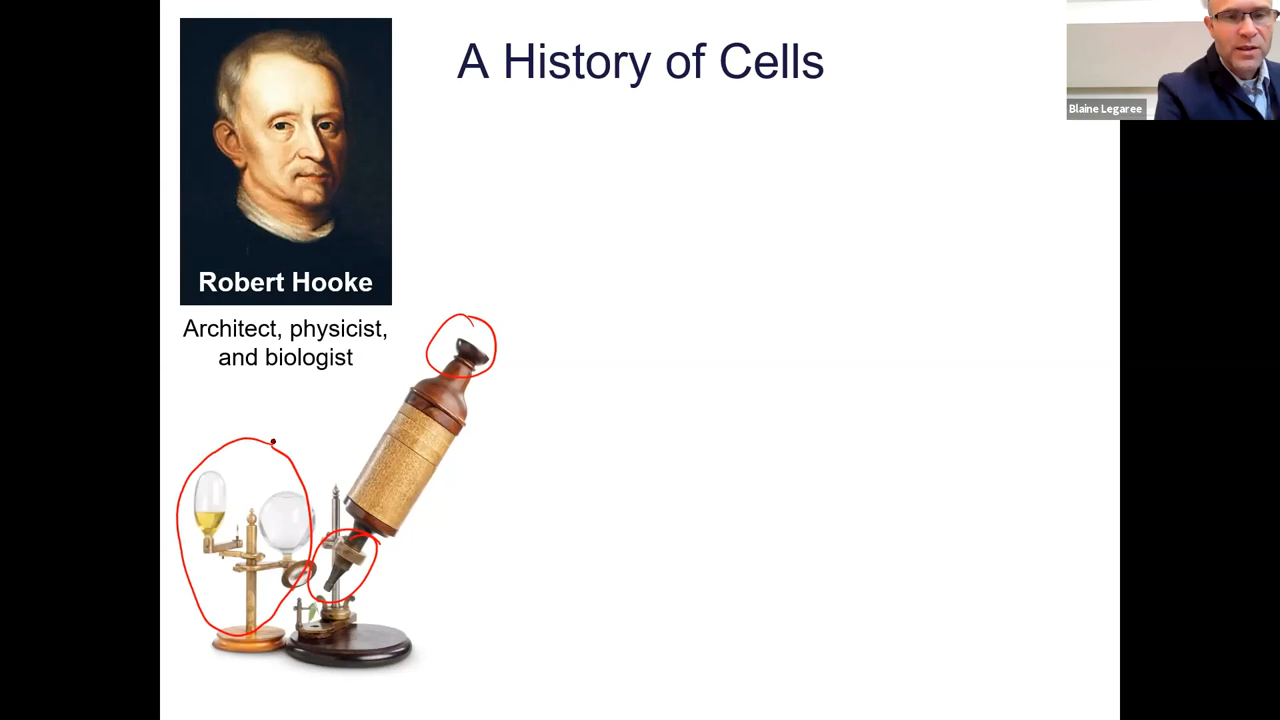 A History of Cells
Blaine Legaree
Robert Hooke
Architect, physicist,
and biologist